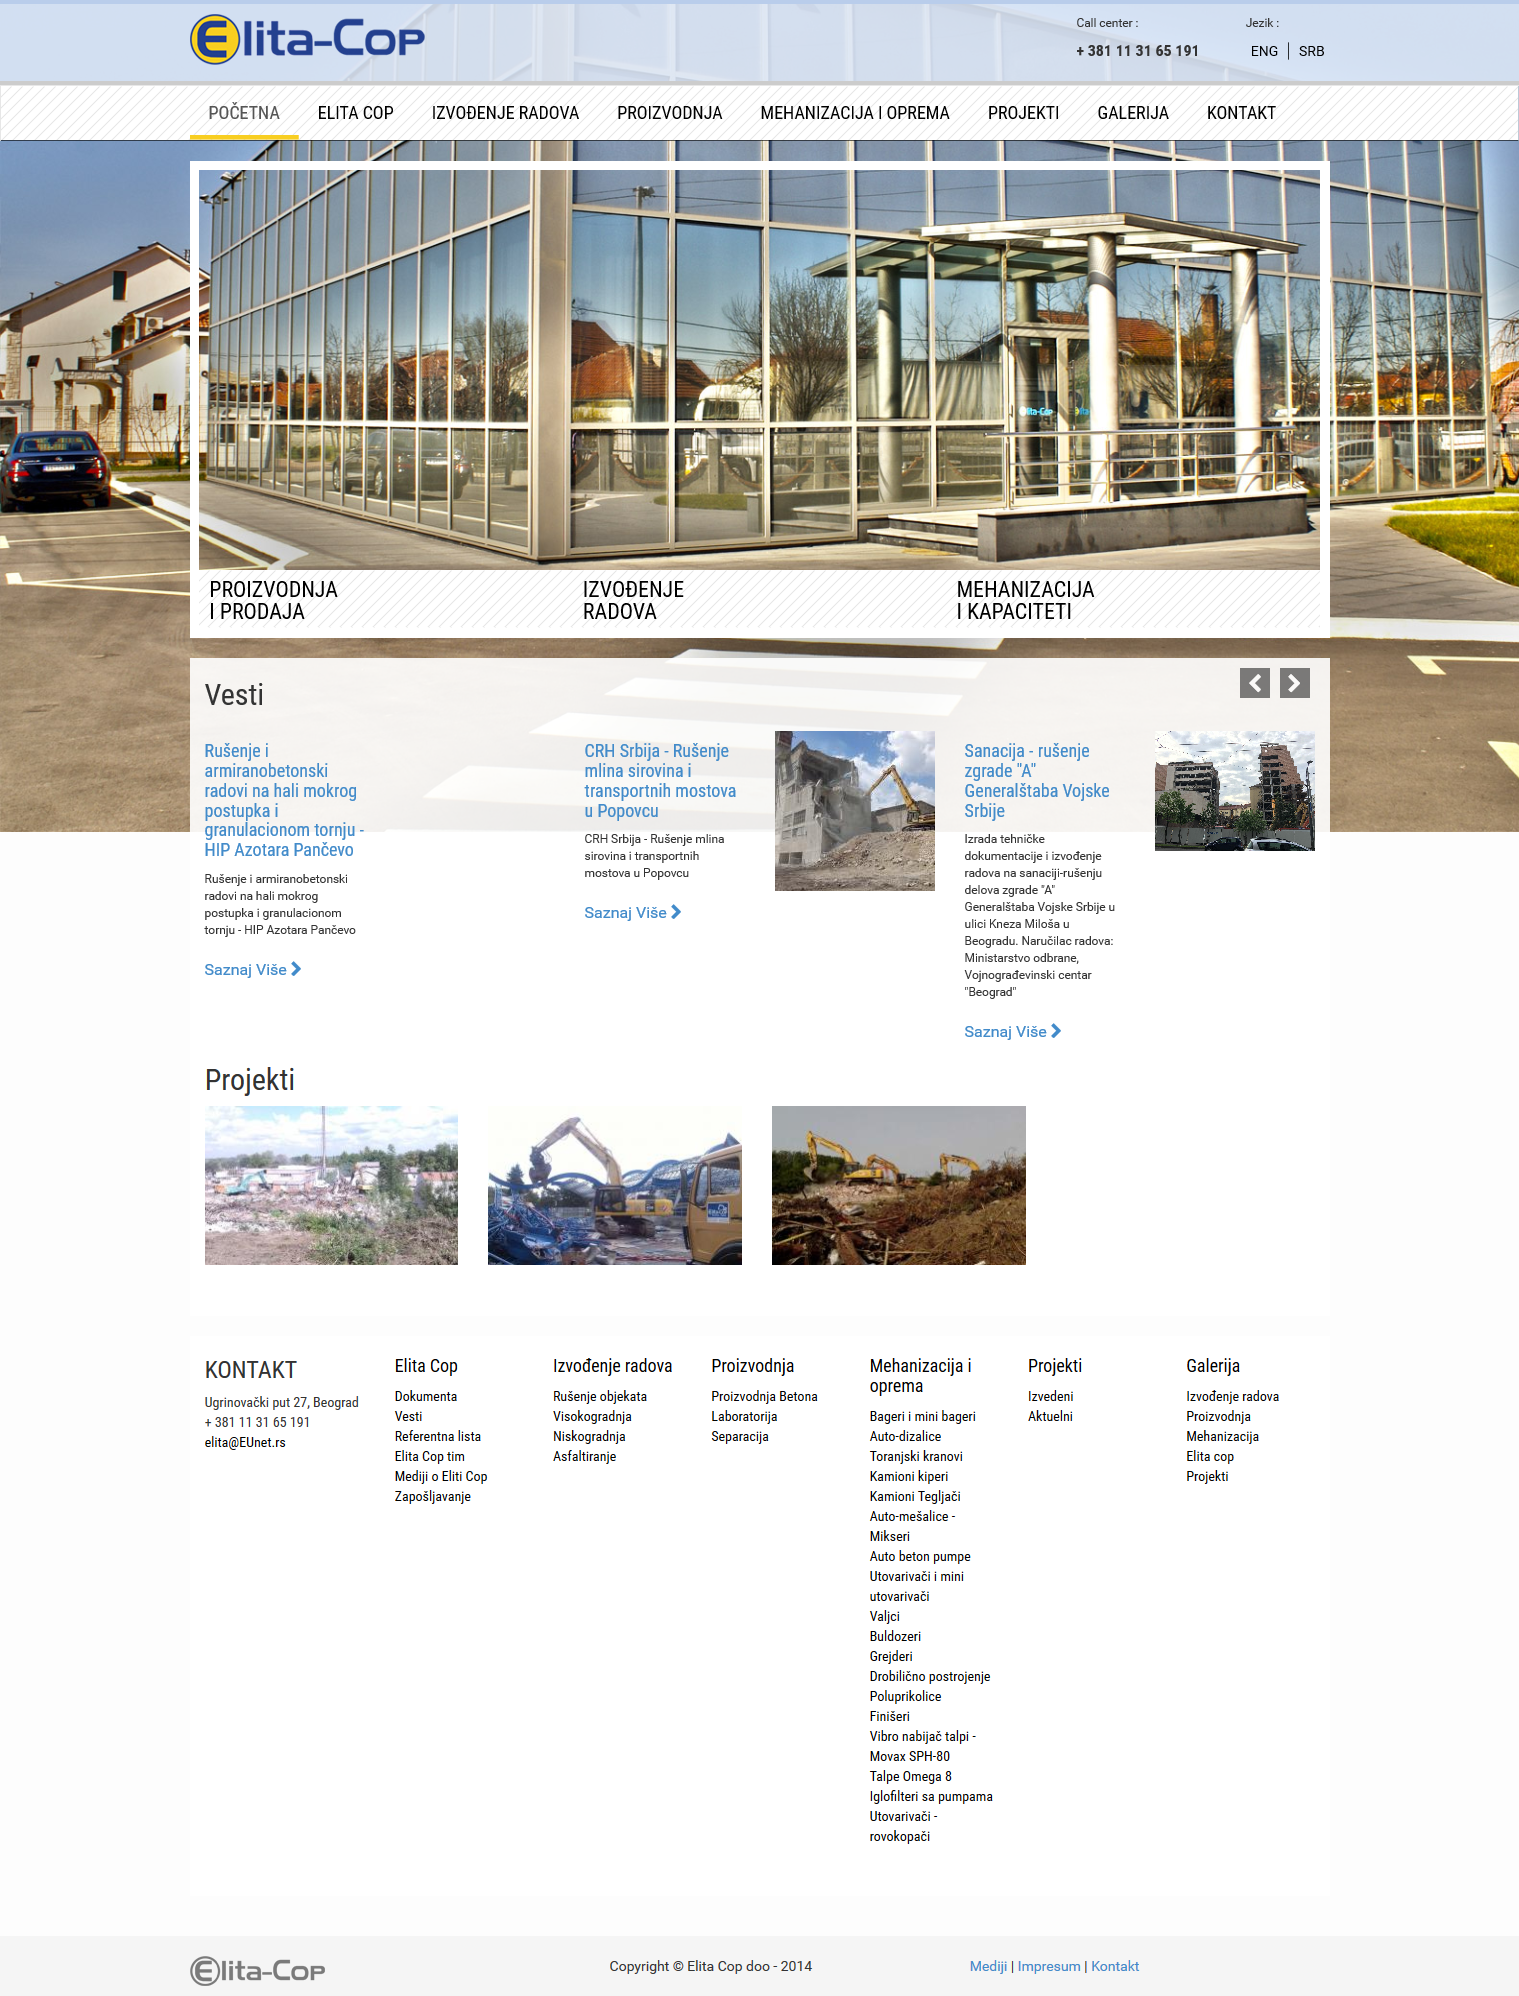 Elita-Cop
Call center :
Jezik :
+ 381 11 31 65 191
ENG
SRB
POČETNA
ELITA COP
IZVOĐENJE RADOVA
PROIZVODNJA
MEHANIZACIJA I OPREMA
PROJEKTI
GALERIJA
KONTAKT
PROIZVODNJA
I PRODAJA
IZVOĐENJE
RADOVA
MEHANIZACIJA
I KAPACITETI
Vesti
Rušenje i
armiranobetonski
radovi na hali mokrog
postupka i
granulacionom tornju -
HIP Azotara Pančevo
Rušenje i armiranobetonski
radovi na hali mokrog
postupka i granulacionom
tornju - HIP Azotara Pančevo
Saznaj Više
CRH Srbija - Rušenje
mlina sirovina i
transportnih mostova
u Popovcu
CRH Srbija - Rušenje mlina
sirovina i transportnih
mostova u Popovcu
Saznaj Više
Sanacija - rušenje
zgrade "A"
Generalštaba Vojske
Srbije
Izrada tehničke
dokumentacije i izvođenje
radova na sanaciji-rušenju
delova zgrade "A"
Generalštaba Vojske Srbije u
ulici Kneza Miloša u
Beogradu. Naručilac radova:
Ministarstvo odbrane,
Vojnograđevinski centar
"Beograd"
Saznaj Više
Projekti
KONTAKT
Ugrinovački put 27, Beograd
+ 381 11 31 65 191
elita@EUnet.rs
Elita Cop
Dokumenta
Vesti
Referentna lista
Elita Cop tim
Mediji o Eliti Cop
Zapošljavanje
Izvođenje radova
Rušenje objekata
Visokogradnja
Niskogradnja
Asfaltiranje
Proizvodnja
Proizvodnja Betona
Laboratorija
Separacija
Mehanizacija i
oprema
Bageri i mini bageri
Auto-dizalice
Toranjski kranovi
Kamioni kiperi
Kamioni Tegljači
Auto-mešalice -
Mikseri
Auto beton pumpe
Utovarivači i mini
utovarivači
Valjci
Buldozeri
Grejderi
Drobilično postrojenje
Poluprikolice
Finišeri
Vibro nabijač talpi -
Movax SPH-80
Talpe Omega 8
Iglofilteri sa pumpama
Utovarivači -
rovokopači
Projekti
Izvedeni
Aktuelni
Galerija
Izvođenje radova
Proizvodnja
Mehanizacija
Elita cop
Projekti
Elita-Cop
Copyright © Elita Cop doo - 2014
Mediji | Impresum | Kontakt